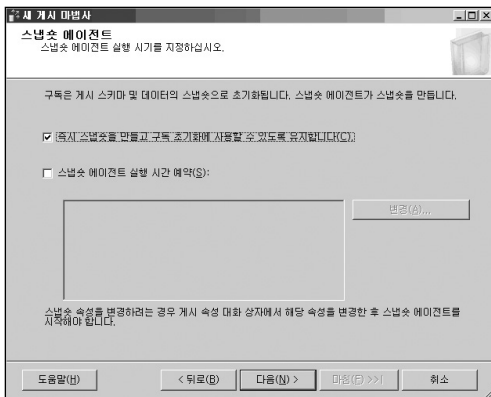 새 게시 마법사
스냅숏 에이전트
스냅숏 에이전트 실행 시기를 지정하십시오.
구독은 게시 스키마 및 데이터의 스냅숏으로 초기화됩니다. 스냅숏 에이전트가 스냅숏을 만듭니다.
즉시 스냅숏을 만들고 구독 초기화에 사용할 수 있도록 유지합니다(C).
스냅숏 에이전트 실행 시간 예약(S):
변경(A)...
스냅숏 속성을 변경하려는 경우 게시 속성 대화 상자에서 해당 속성을 변경한 후 스냅숏 에이전트를
시작해야 합니다.
도움말(H)
< 뒤로(B)
다음(N) >
마침(F) >>|
취소